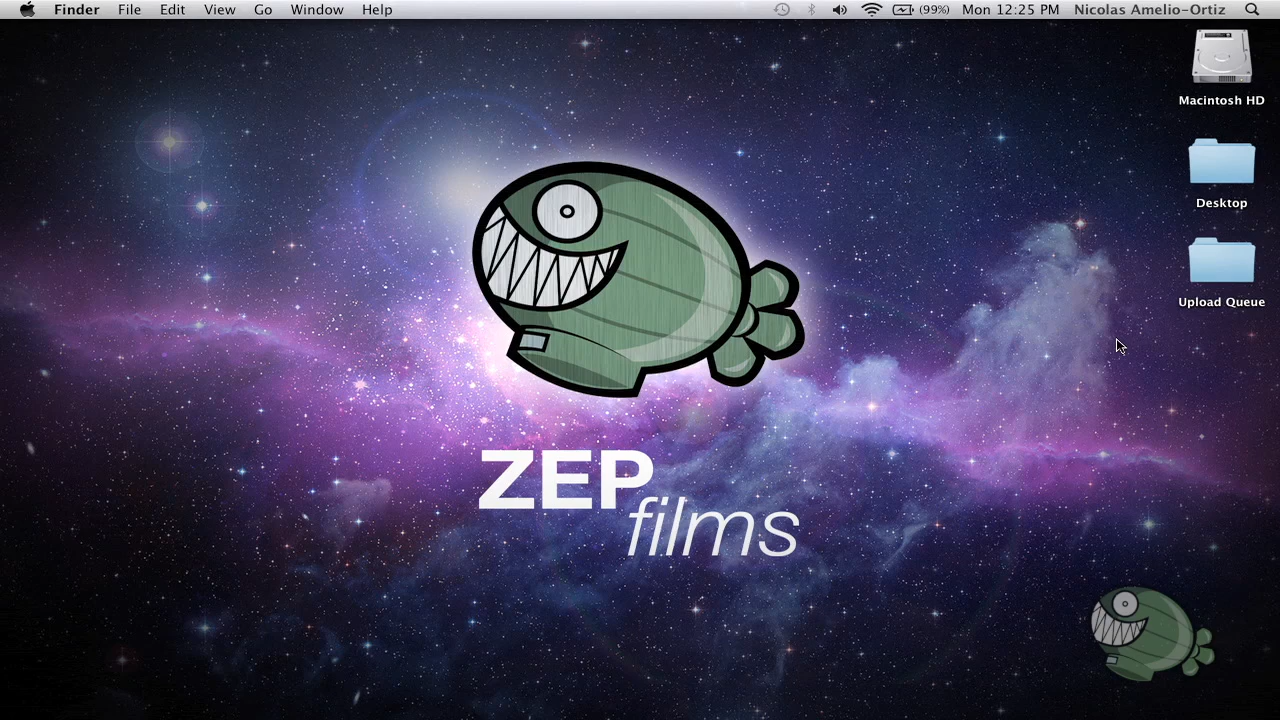 Finder File Edit View Go Window Help (99%) Mon 12:25 PM Nicolas Amelio-Ortiz
Macintosh HD
Desktop
Upload Queue
ZEP
films